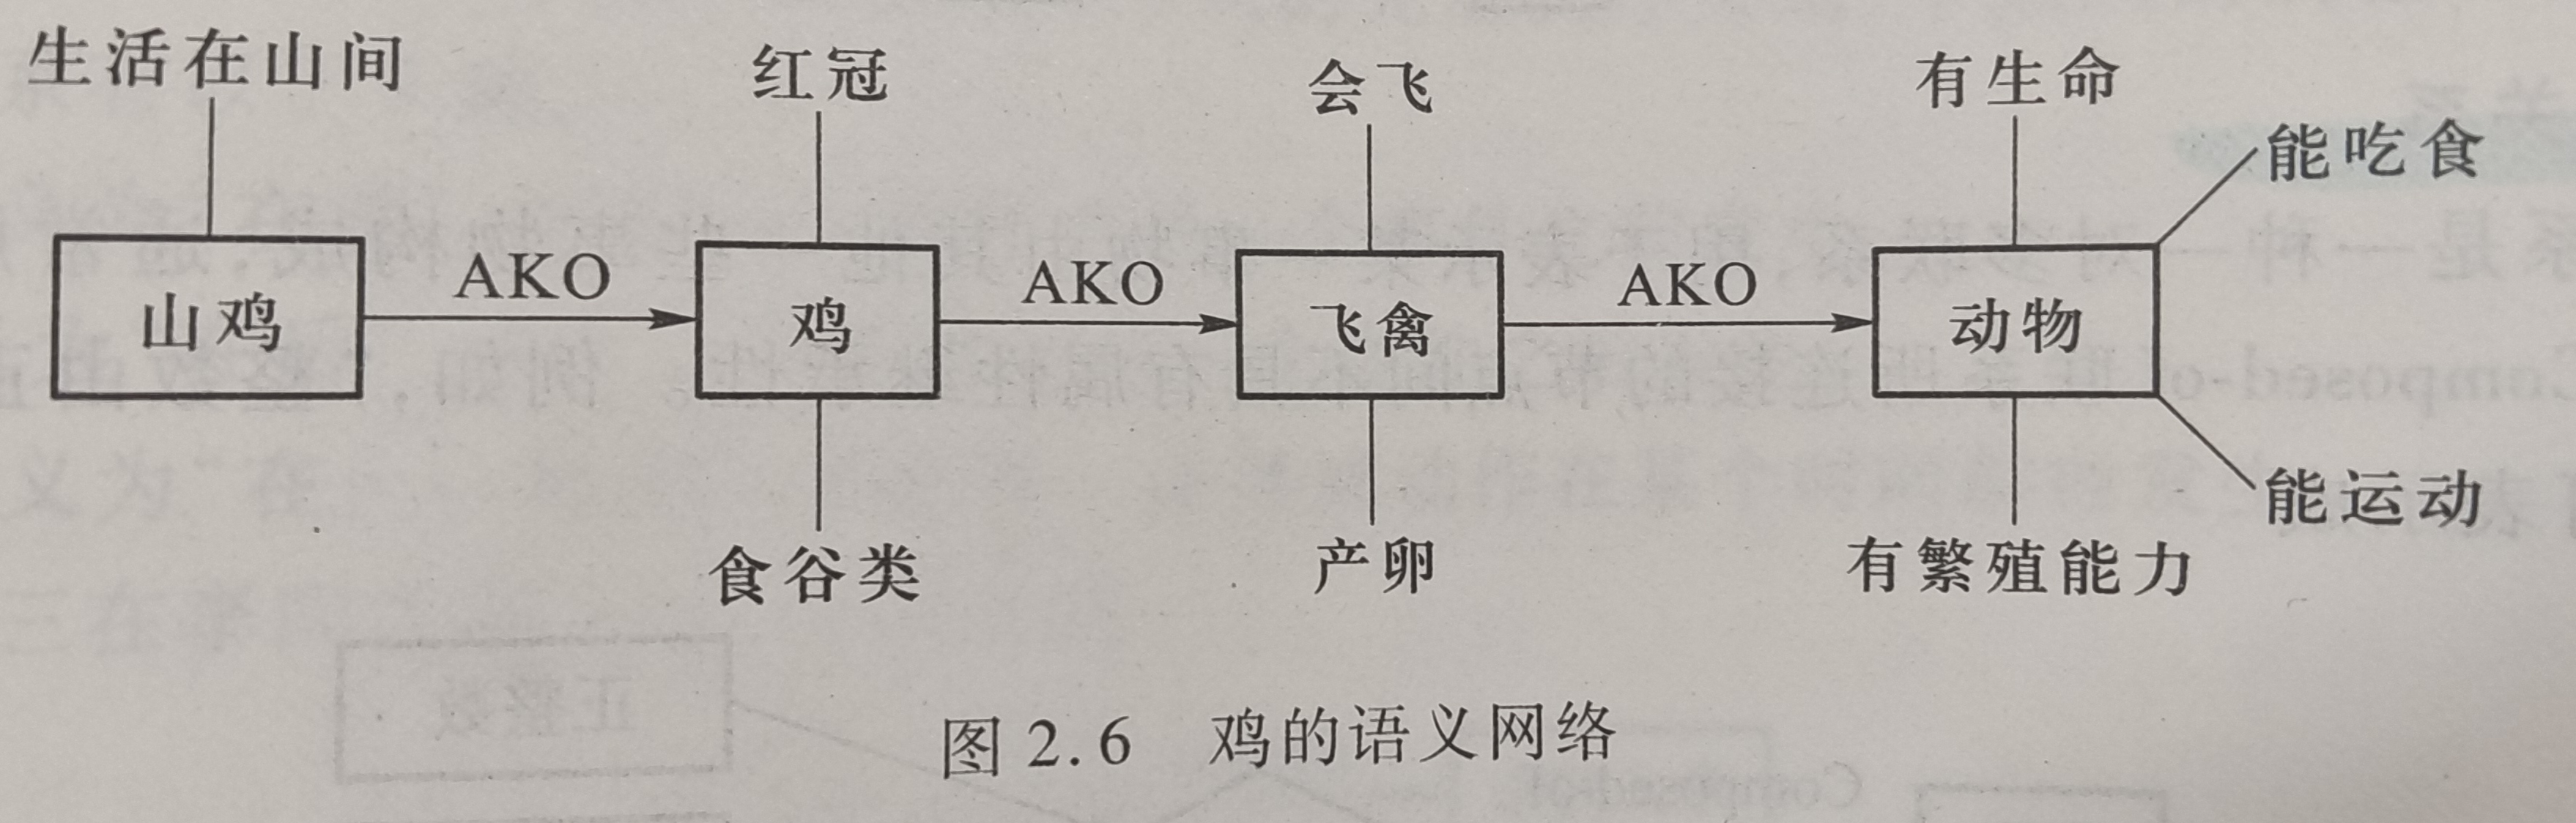 生活在山间
红冠
会飞
有生命
能吃食
山鸡
AKO
鸡
AKO
飞禽
AKO
动物
能运动
食谷类
产卵
有繁殖能力
图 2.6 鸡的语义网络